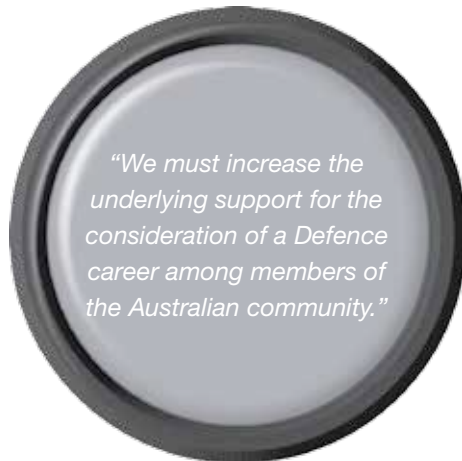 “We must increase the
underlying support for the
consideration of a Defence
career among members of
the Australian community.”